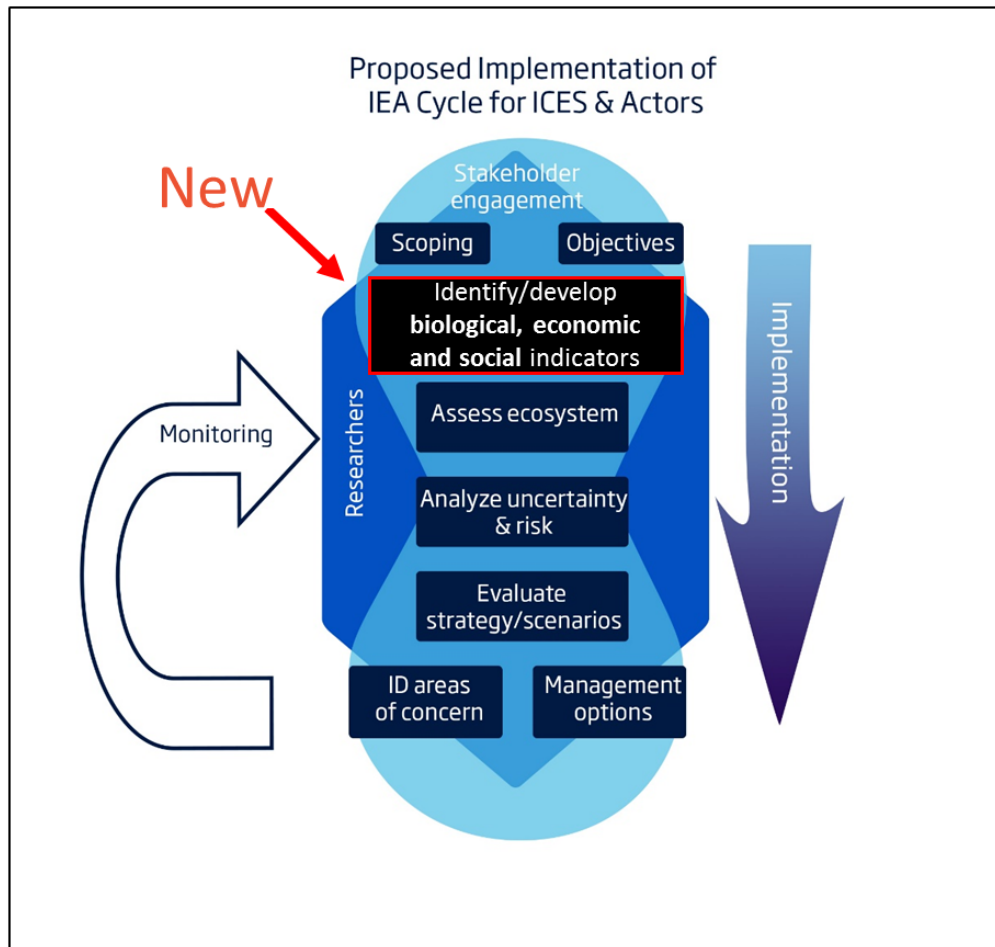 Proposed Implementation of
IEA Cycle for ICES & Actors
New
Stakeholder
engagement
Scoping
Objectives
Identify/develop
biological, economic
and social indicators
Implementation
Monitoring
Researchers
Assess ecosystem
Analyze uncertainty
& risk
Evaluate
strategy/scenarios
ID areas
of concern
Management
options